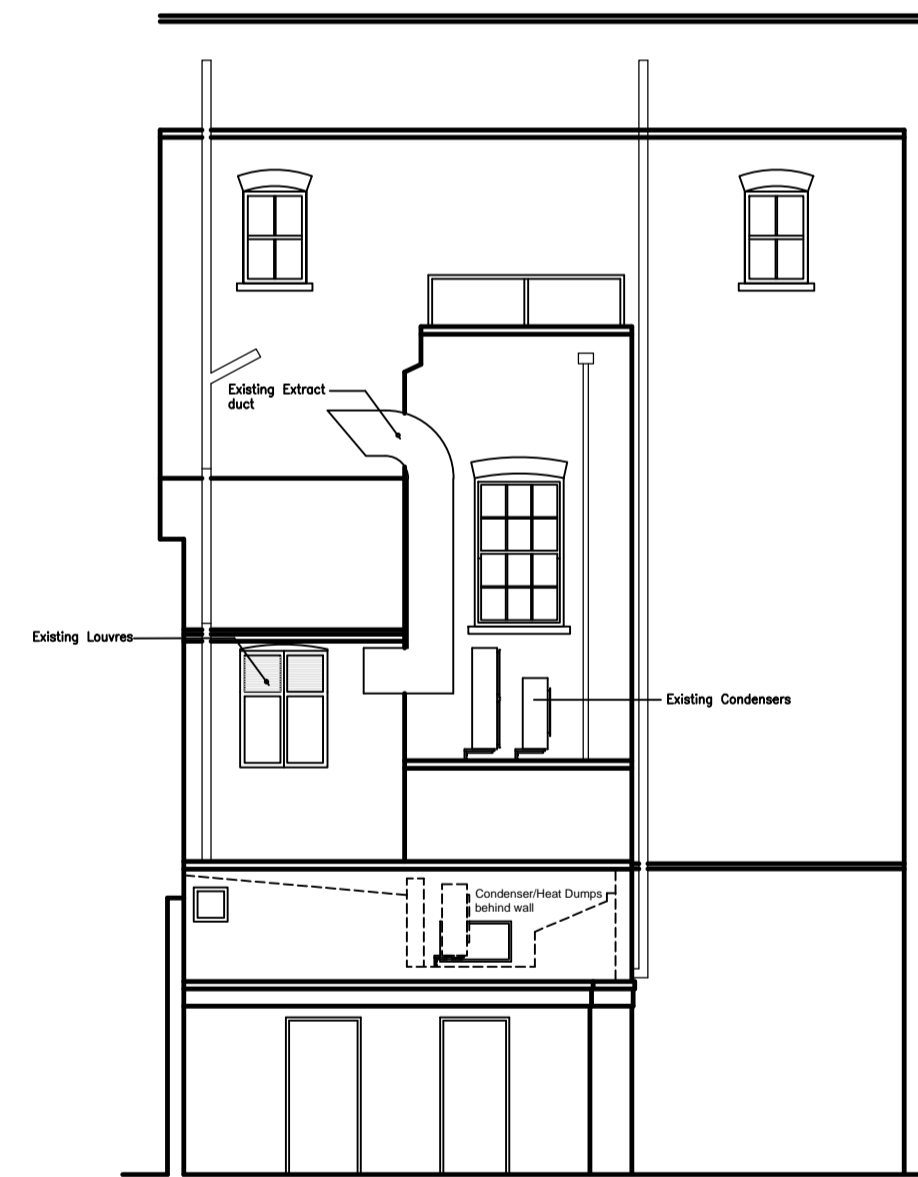 Existing Extract
duct
Existing Louvres
Existing Condensers
Condenser/Heat Dumps
behind wall